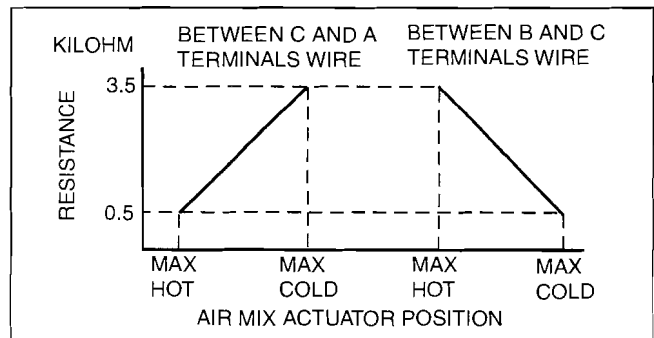 KILOHM
BETWEEN C AND A
TERMINALS WIRE
BETWEEN B AND C
TERMINALS WIRE
RESISTANCE
3.5
0.5
MAX
HOT
MAX
COLD
MAX
HOT
MAX
COLD
AIR MIX ACTUATOR POSITION